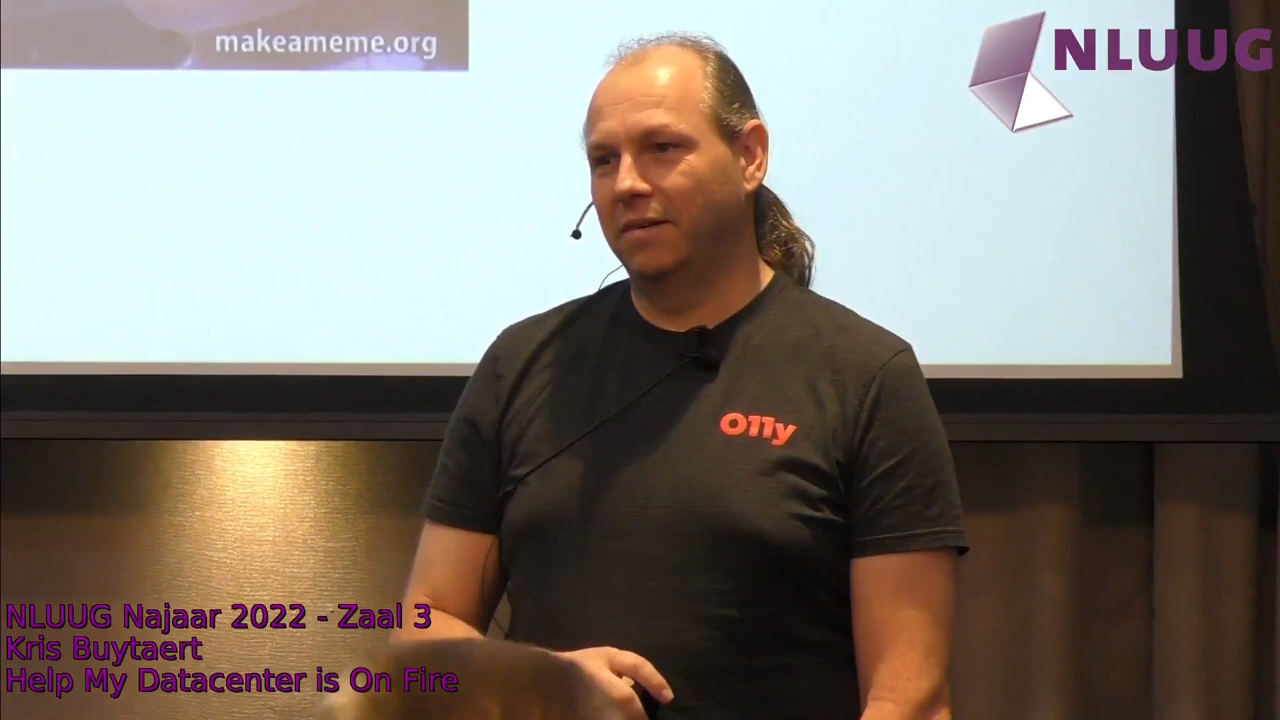 makeameme.org
NLUUG
O11y
NLUUG Najaar 2022 - Zaal 3
Kris Buytaert
Help My Datacenter is On Fire